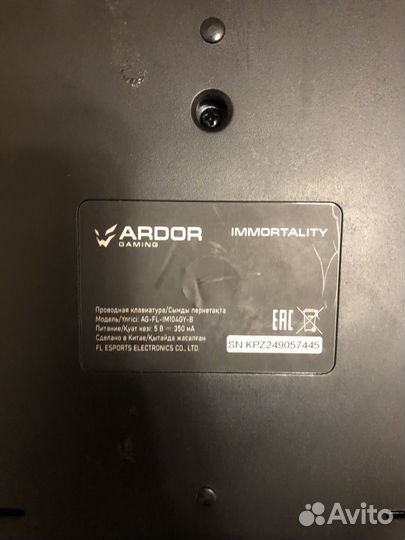 ARDOR
GAMING
IMMORTALITY
Проводная клавиатура/Сымды пернетақта
Модель/Үлгісі: AG-FL-IM1040Y-B
Питание/Қуат көзі: 5 В ⎓ 350 мА
Сделано в Китае/Қытайда жасалған
FL ESPORTS ELECTRONICS CO., LTD.
EAC
SN:KPZ249057445
Avito